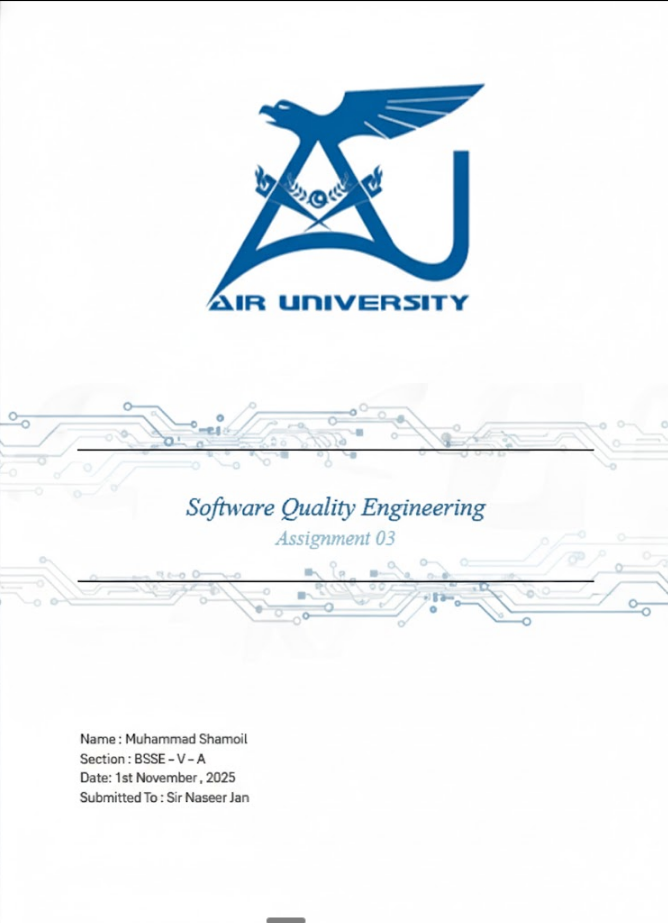 AIR UNIVERSITY
Software Quality Engineering
Assignment 03
Name : Muhammad Shamoil
Section : BSSE – V – A
Date: 1st November , 2025
Submitted To : Sir Naseer Jan